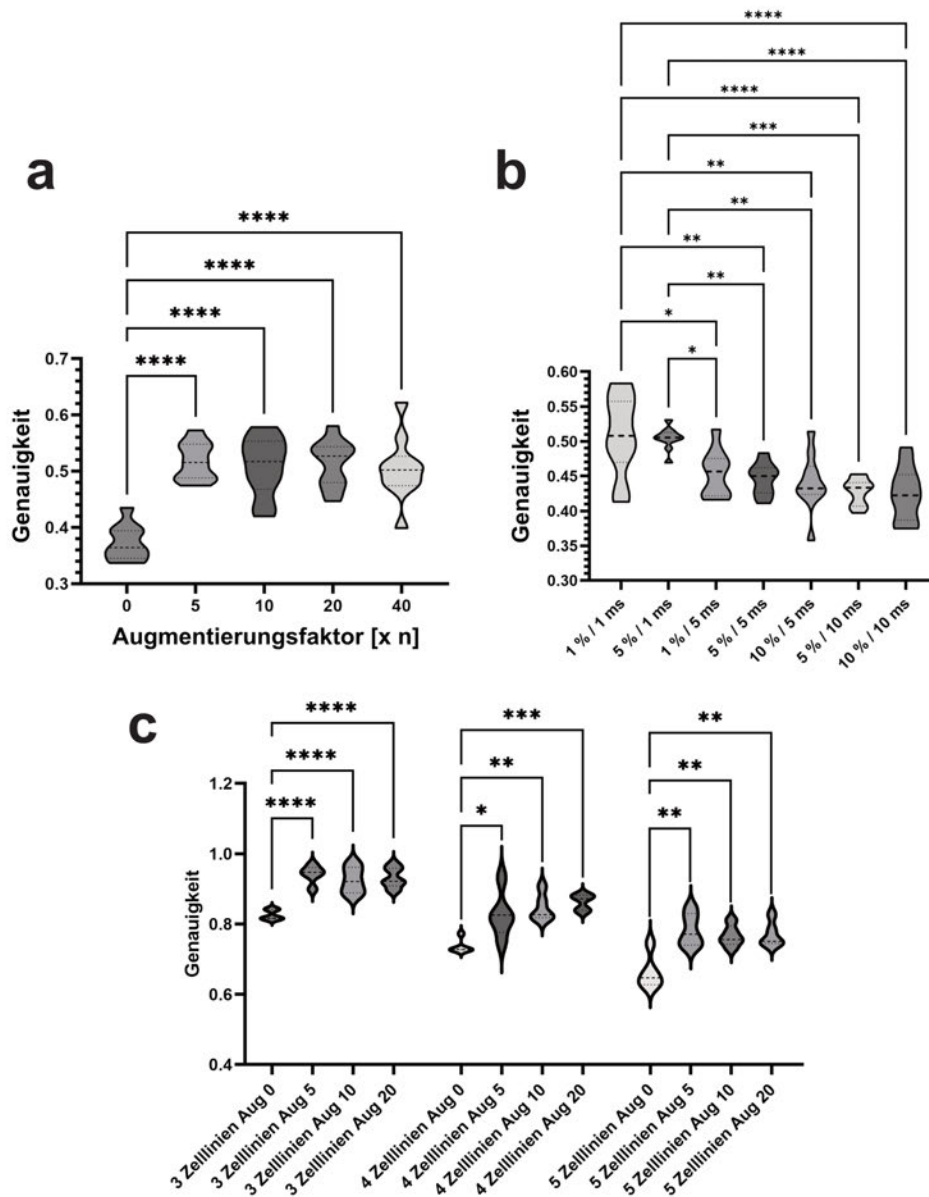 a
****
****
****
****
Genauigkeit
0.7
0.6
0.5
0.4
0.3
0 5 10 20 40
Augmentierungsfaktor [x n]
b
****
****
****
***
**
**
**
**
*
*
Genauigkeit
0.60
0.55
0.50
0.45
0.40
0.35
0.30
1 % / 1 ms
5 % / 1 ms
1 % / 5 ms
5 % / 5 ms
10 % / 5 ms
5 % / 10 ms
10 % / 10 ms
c
****
****
****
***
**
*
**
**
**
Genauigkeit
1.2
1.0
0.8
0.6
0.4
3 Zelllinien Aug 0
3 Zelllinien Aug 5
3 Zelllinien Aug 10
3 Zelllinien Aug 20
4 Zelllinien Aug 0
4 Zelllinien Aug 5
4 Zelllinien Aug 10
4 Zelllinien Aug 20
5 Zelllinien Aug 0
5 Zelllinien Aug 5
5 Zelllinien Aug 10
5 Zelllinien Aug 20